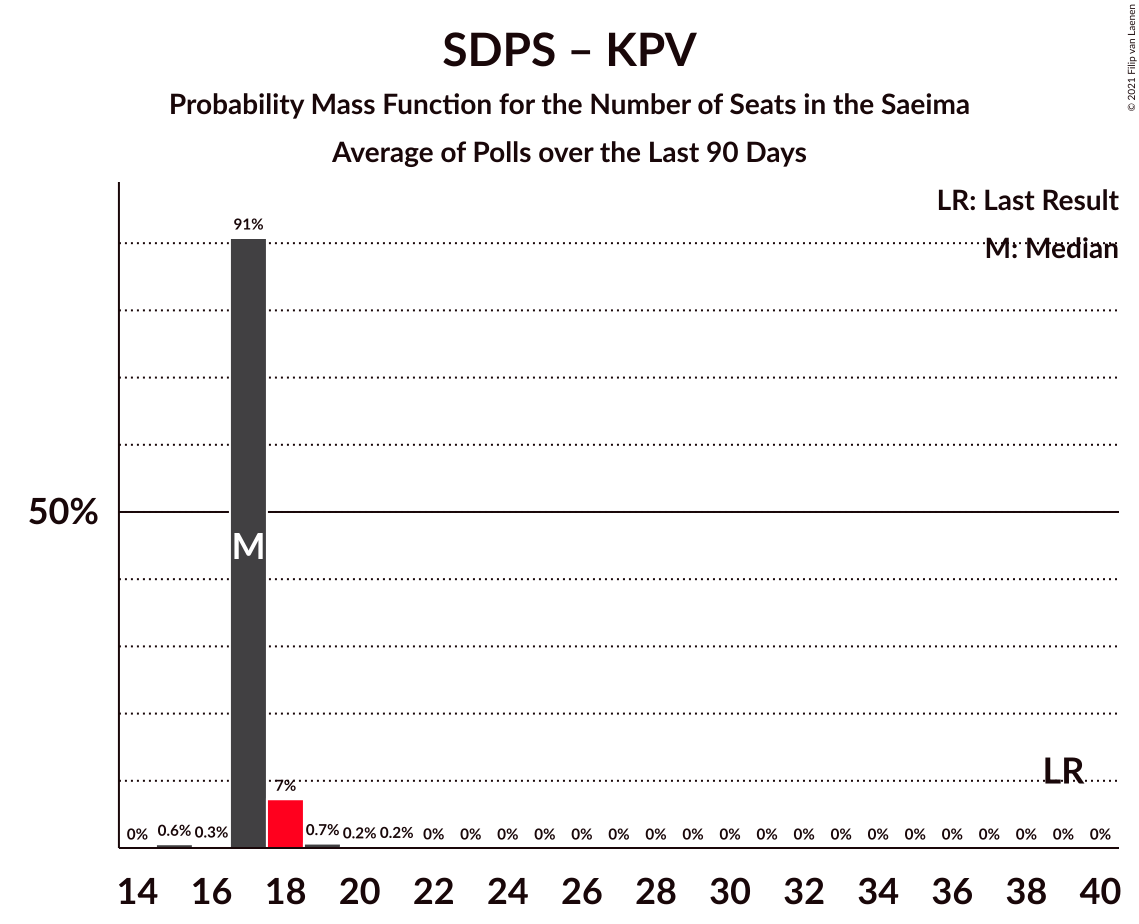 SDPS – KPV
Probability Mass Function for the Number of Seats in the Saeima
Average of Polls over the Last 90 Days
© 2021 Filip van Laenen
LR: Last Result
M: Median
91%
50%
M
LR
7%
0% 0.6% 0.3% 0.7% 0.2% 0.2% 0% 0% 0% 0% 0% 0% 0% 0% 0% 0% 0% 0% 0% 0% 0% 0% 0% 0% 0%
14 16 18 20 22 24 26 28 30 32 34 36 38 40